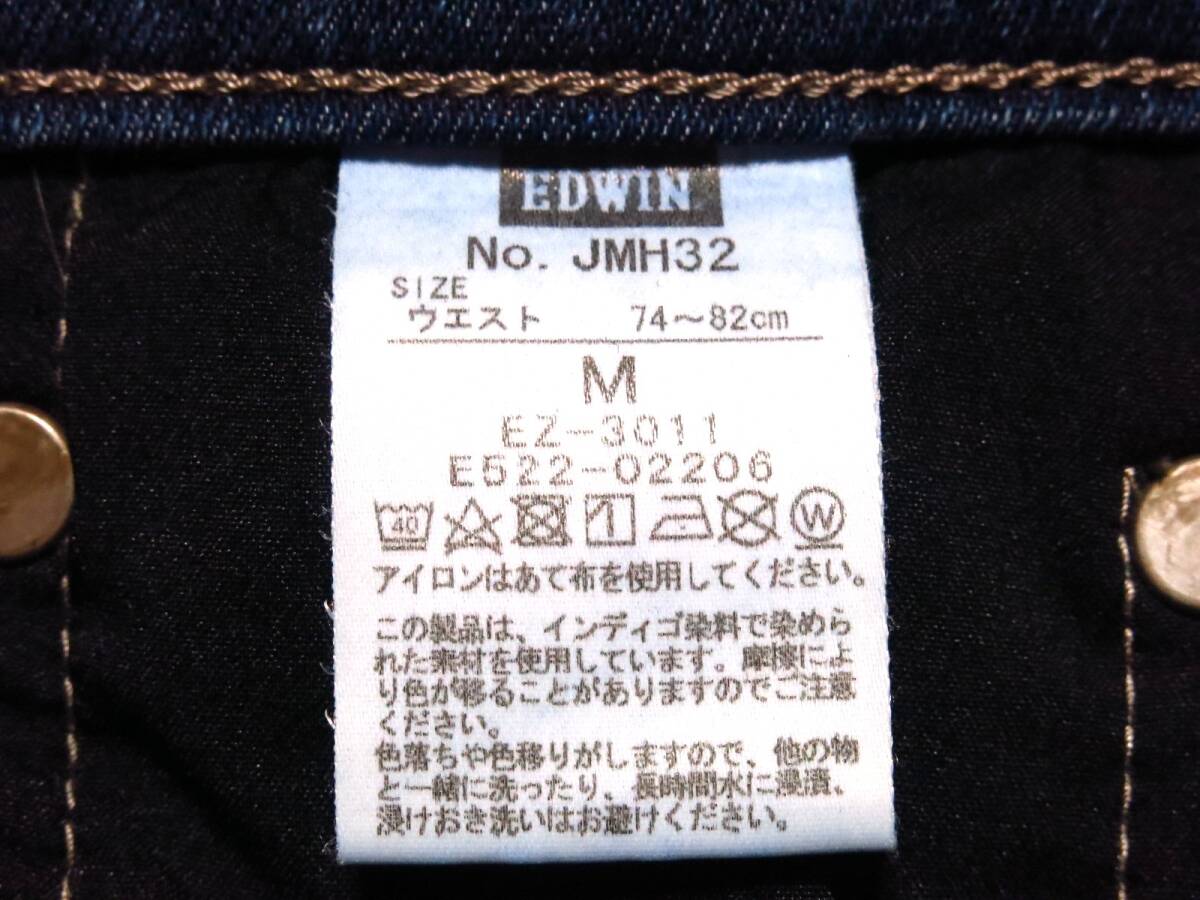 EDWIN
No. JMH32
SIZE
ウエスト 74〜82cm
M
EZ-3011
E522-02206
40 W
アイロンはあて布を使用してください。
この製品は、インディゴ染料で染めら
れた素材を使用しています。摩擦によ
り色が移ることがありますのでご注意
ください。
色落ちや色移りがしますので、他の物
と一緒に洗ったり、長時間水に浸漬、
浸けおき洗いはお避けください。